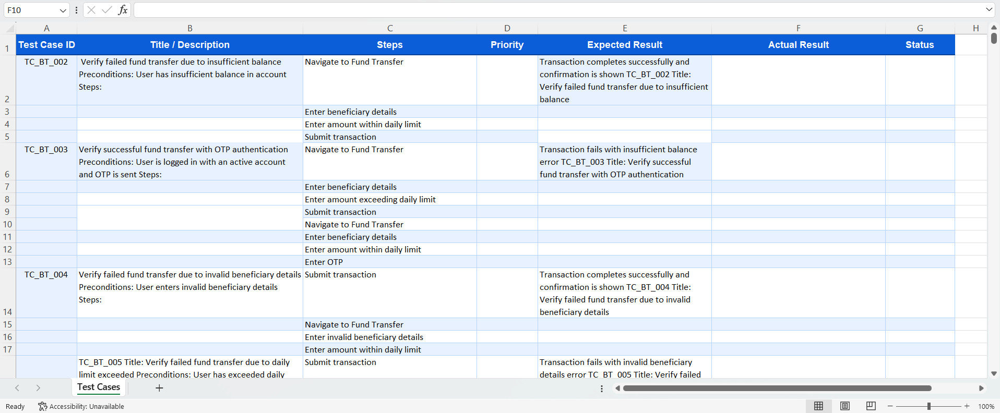 F10
fx
A B C D E F G H
1 Test Case ID Title / Description Steps Priority Expected Result Actual Result Status
2
TC_BT_002
Verify failed fund transfer due to insufficient balance
Preconditions: User has insufficient balance in account
Steps:
Navigate to Fund Transfer
Transaction completes successfully and
confirmation is shown TC_BT_002 Title:
Verify failed fund transfer due to insufficient
balance
3 Enter beneficiary details
4 Enter amount within daily limit
5 Submit transaction
6
TC_BT_003
Verify successful fund transfer with OTP authentication
Preconditions: User is logged in with an active account
and OTP is sent Steps:
Navigate to Fund Transfer
Transaction fails with insufficient balance
error TC_BT_003 Title: Verify successful
fund transfer with OTP authentication
7 Enter beneficiary details
8 Enter amount exceeding daily limit
9 Submit transaction
10 Navigate to Fund Transfer
11 Enter beneficiary details
12 Enter amount within daily limit
13 Enter OTP
14
TC_BT_004
Verify failed fund transfer due to invalid beneficiary details
Preconditions: User enters invalid beneficiary details
Steps:
Submit transaction
Transaction completes successfully and
confirmation is shown TC_BT_004 Title:
Verify failed fund transfer due to invalid
beneficiary details
15 Navigate to Fund Transfer
16 Enter invalid beneficiary details
17 Enter amount within daily limit
TC_BT_005 Title: Verify failed fund transfer due to daily
limit exceeded Preconditions: User has exceeded daily
Submit transaction
Transaction fails with invalid beneficiary
details error TC_BT_005 Title: Verify failed
Test Cases
Ready
Accessibility: Unavailable
100%